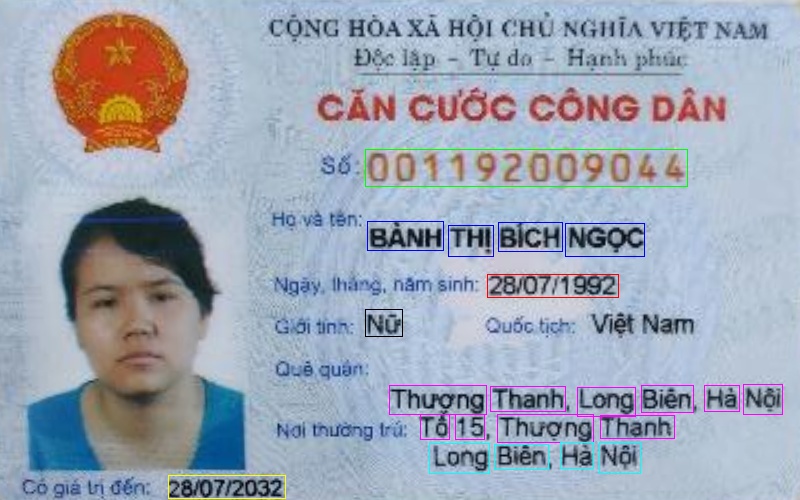 CỘNG HÒA XÃ HỘI CHỦ NGHĨA VIỆT NAM
Độc lập - Tự do - Hạnh phúc
CĂN CƯỚC CÔNG DÂN
Số: 001192009044
Họ và tên: BÀNH THỊ BÍCH NGỌC
Ngày, tháng, năm sinh: 28/07/1992
Giới tính: Nữ Quốc tịch: Việt Nam
Quê quán:
Thượng Thanh, Long Biên, Hà Nội
Nơi thường trú: Tổ 15, Thượng Thanh
Long Biên, Hà Nội
Có giá trị đến: 28/07/2032